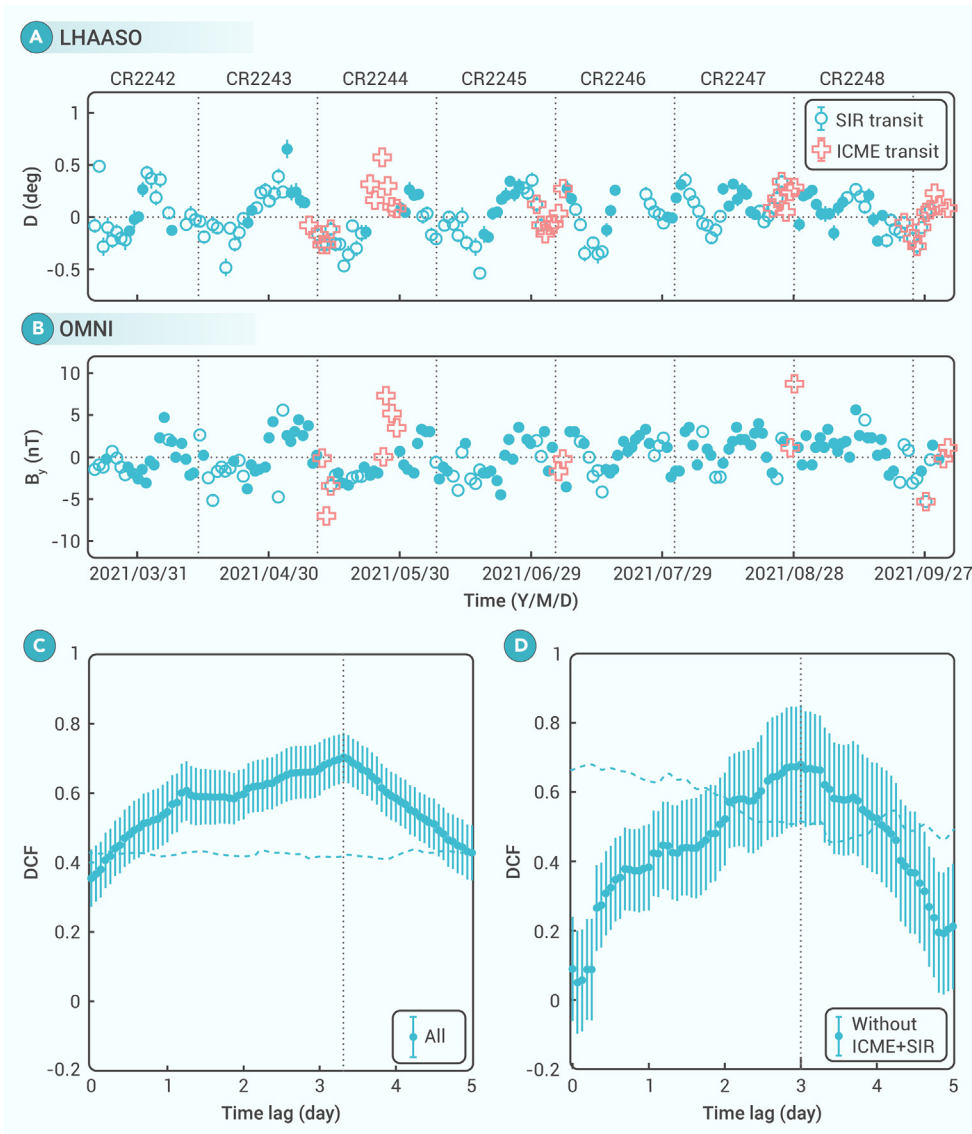 A LHAASO
CR2242 CR2243 CR2244 CR2245 CR2246 CR2247 CR2248
1
0.5
0
-0.5
D (deg)
SIR transit
ICME transit
B OMNI
10
5
0
-5
-10
By (nT)
2021/03/31 2021/04/30 2021/05/30 2021/06/29 2021/07/29 2021/08/28 2021/09/27
Time (Y/M/D)
C
1
0.8
0.6
0.4
0.2
0
-0.2
DCF
All
0 1 2 3 4 5
Time lag (day)
D
1
0.8
0.6
0.4
0.2
0
-0.2
DCF
Without
ICME+SIR
0 1 2 3 4 5
Time lag (day)